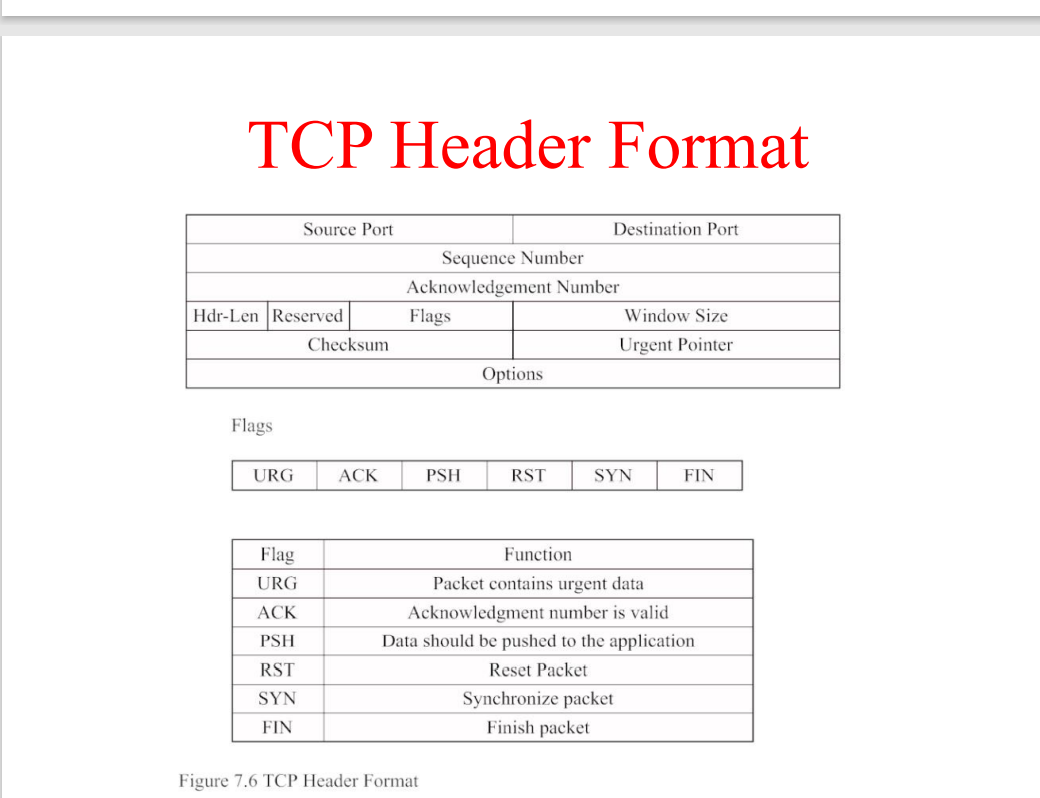 TCP Header Format
Source Port Destination Port
Sequence Number
Acknowledgement Number
Hdr-Len Reserved Flags Window Size
Checksum Urgent Pointer
Options
Flags
URG ACK PSH RST SYN FIN
Flag Function
URG Packet contains urgent data
ACK Acknowledgment number is valid
PSH Data should be pushed to the application
RST Reset Packet
SYN Synchronize packet
FIN Finish packet
Figure 7.6 TCP Header Format